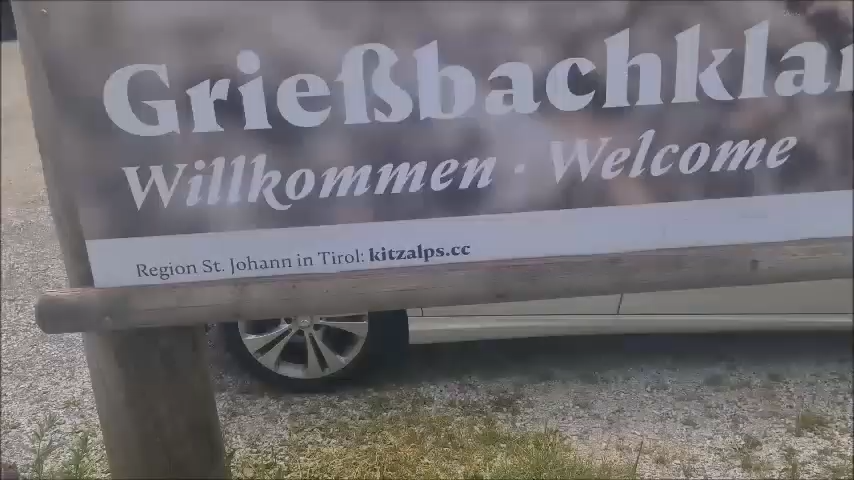 Grießbachkla
Willkommen · Welcome
Region St. Johann in Tirol: kitzalps.cc